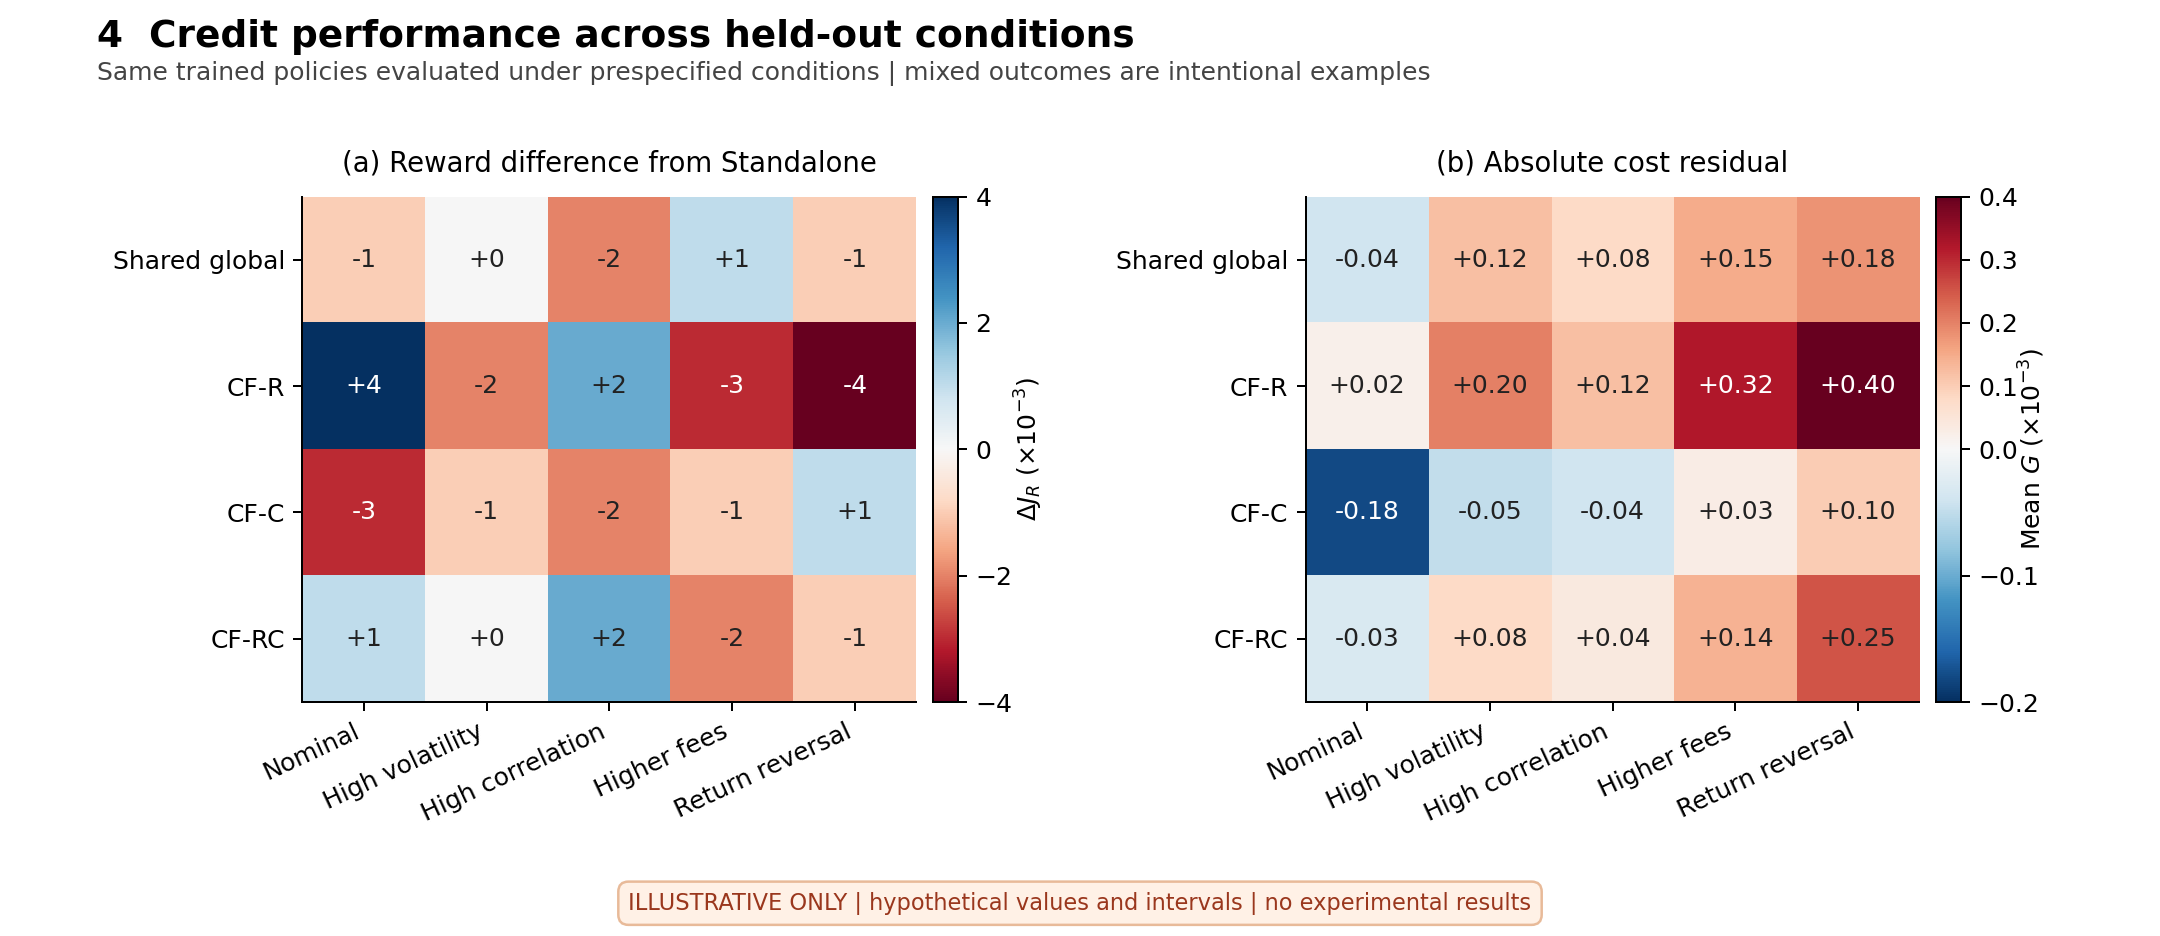 4 Credit performance across held-out conditions
Same trained policies evaluated under prespecified conditions | mixed outcomes are intentional examples
(a) Reward difference from Standalone
Shared global -1 +0 -2 +1 -1
CF-R +4 -2 +2 -3 -4
CF-C -3 -1 -2 -1 +1
CF-RC +1 +0 +2 -2 -1
Nominal
High volatility
High correlation
Higher fees
Return reversal
4
2
0
−2
−4
ΔJ_R (×10⁻³)
(b) Absolute cost residual
Shared global -0.04 +0.12 +0.08 +0.15 +0.18
CF-R +0.02 +0.20 +0.12 +0.32 +0.40
CF-C -0.18 -0.05 -0.04 +0.03 +0.10
CF-RC -0.03 +0.08 +0.04 +0.14 +0.25
Nominal
High volatility
High correlation
Higher fees
Return reversal
0.4
0.3
0.2
0.1
0.0
−0.1
−0.2
Mean G (×10⁻³)
ILLUSTRATIVE ONLY | hypothetical values and intervals | no experimental results